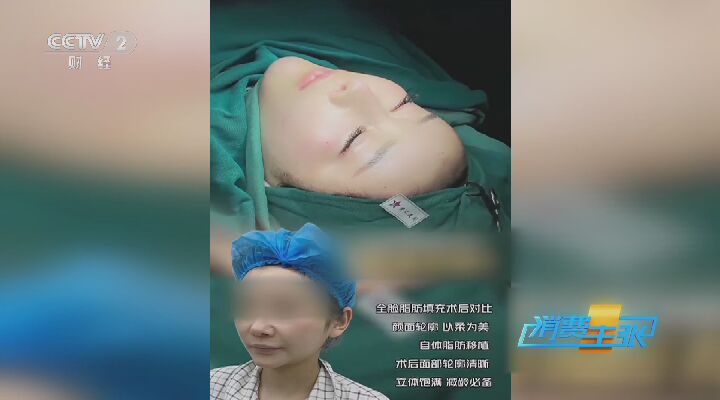 CCTV 2
财经
全脸脂肪填充术后对比
颜面轮廓 以柔为美
自体脂肪移植
术后面部轮廓清晰
立体饱满 减龄必备
消费主张